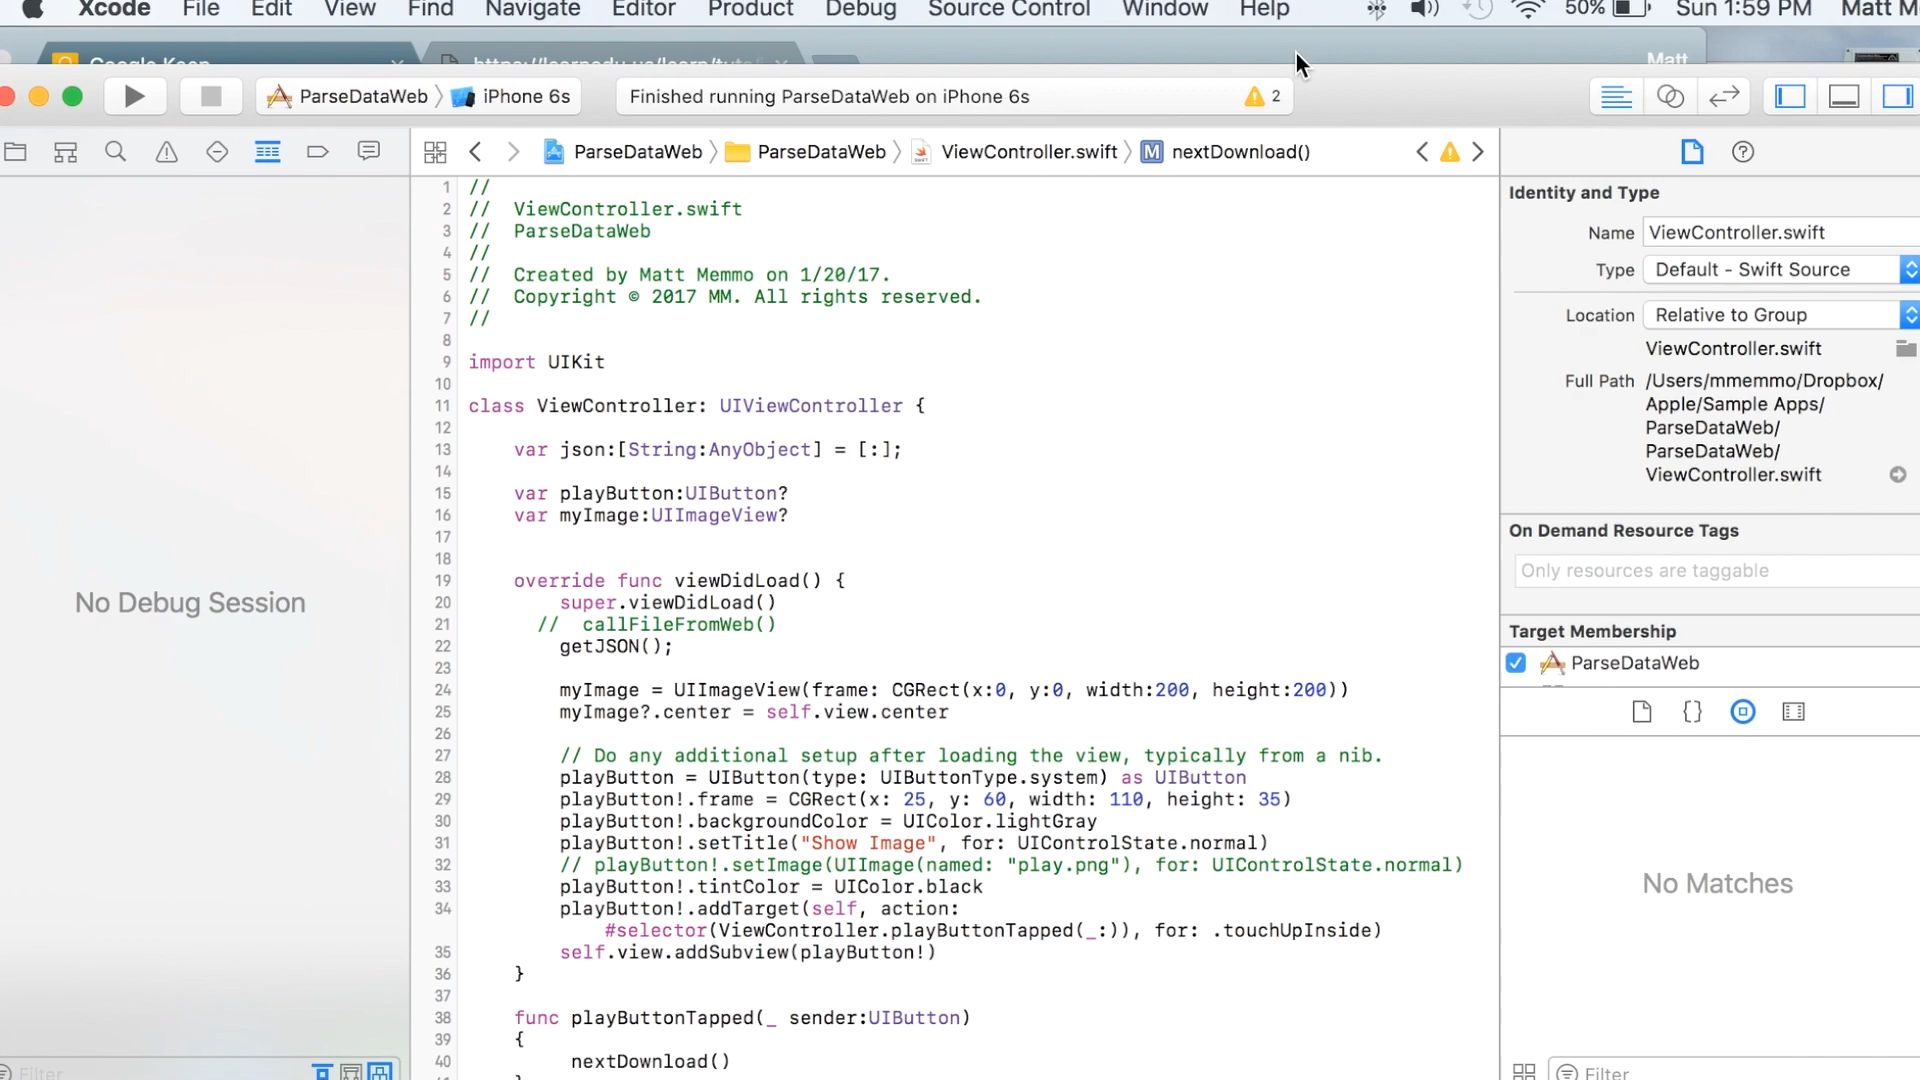 Xcode File Edit View Find Navigate Editor Product Debug Source Control Window Help 50% Sun 1:59 PM Matt M
Google Keep
Matt
ParseDataWeb iPhone 6s Finished running ParseDataWeb on iPhone 6s 2
ParseDataWeb ParseDataWeb ViewController.swift M nextDownload()
No Debug Session
Filter
1 //
2 // ViewController.swift
3 // ParseDataWeb
4 //
5 // Created by Matt Memmo on 1/20/17.
6 // Copyright © 2017 MM. All rights reserved.
7 //
8
9 import UIKit
10
11 class ViewController: UIViewController {
12
13 var json:[String:AnyObject] = [:];
14
15 var playButton:UIButton?
16 var myImage:UIImageView?
17
18
19 override func viewDidLoad() {
20 super.viewDidLoad()
21 // callFileFromWeb()
22 getJSON();
23
24 myImage = UIImageView(frame: CGRect(x:0, y:0, width:200, height:200))
25 myImage?.center = self.view.center
26
27 // Do any additional setup after loading the view, typically from a nib.
28 playButton = UIButton(type: UIButtonType.system) as UIButton
29 playButton!.frame = CGRect(x: 25, y: 60, width: 110, height: 35)
30 playButton!.backgroundColor = UIColor.lightGray
31 playButton!.setTitle("Show Image", for: UIControlState.normal)
32 // playButton!.setImage(UIImage(named: "play.png"), for: UIControlState.normal)
33 playButton!.tintColor = UIColor.black
34 playButton!.addTarget(self, action:
#selector(ViewController.playButtonTapped(_:)), for: .touchUpInside)
35 self.view.addSubview(playButton!)
36 }
37
38 func playButtonTapped(_ sender:UIButton)
39 {
40 nextDownload()
Identity and Type
Name ViewController.swift
Type Default - Swift Source
Location Relative to Group
ViewController.swift
Full Path /Users/mmemmo/Dropbox/
Apple/Sample Apps/
ParseDataWeb/
ParseDataWeb/
ViewController.swift
On Demand Resource Tags
Only resources are taggable
Target Membership
ParseDataWeb
{}
No Matches
Filter